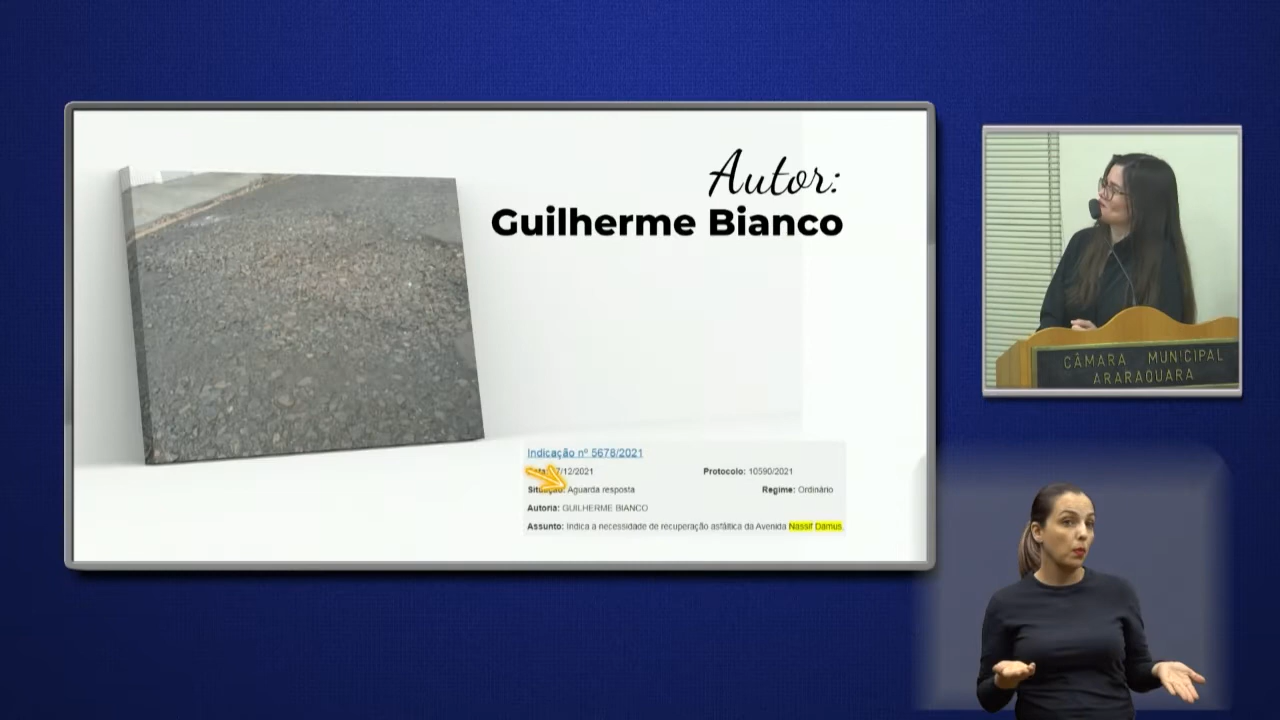 Autor:
Guilherme Bianco
Indicação nº 5678/2021
7/12/2021 Protocolo: 10590/2021
Situação: Aguarda resposta Regime: Ordinário
Autoria: GUILHERME BIANCO
Assunto: Indica a necessidade de recuperação asfáltica da Avenida Nassif Damus.
CÂMARA MUNICIPAL
ARARAQUARA